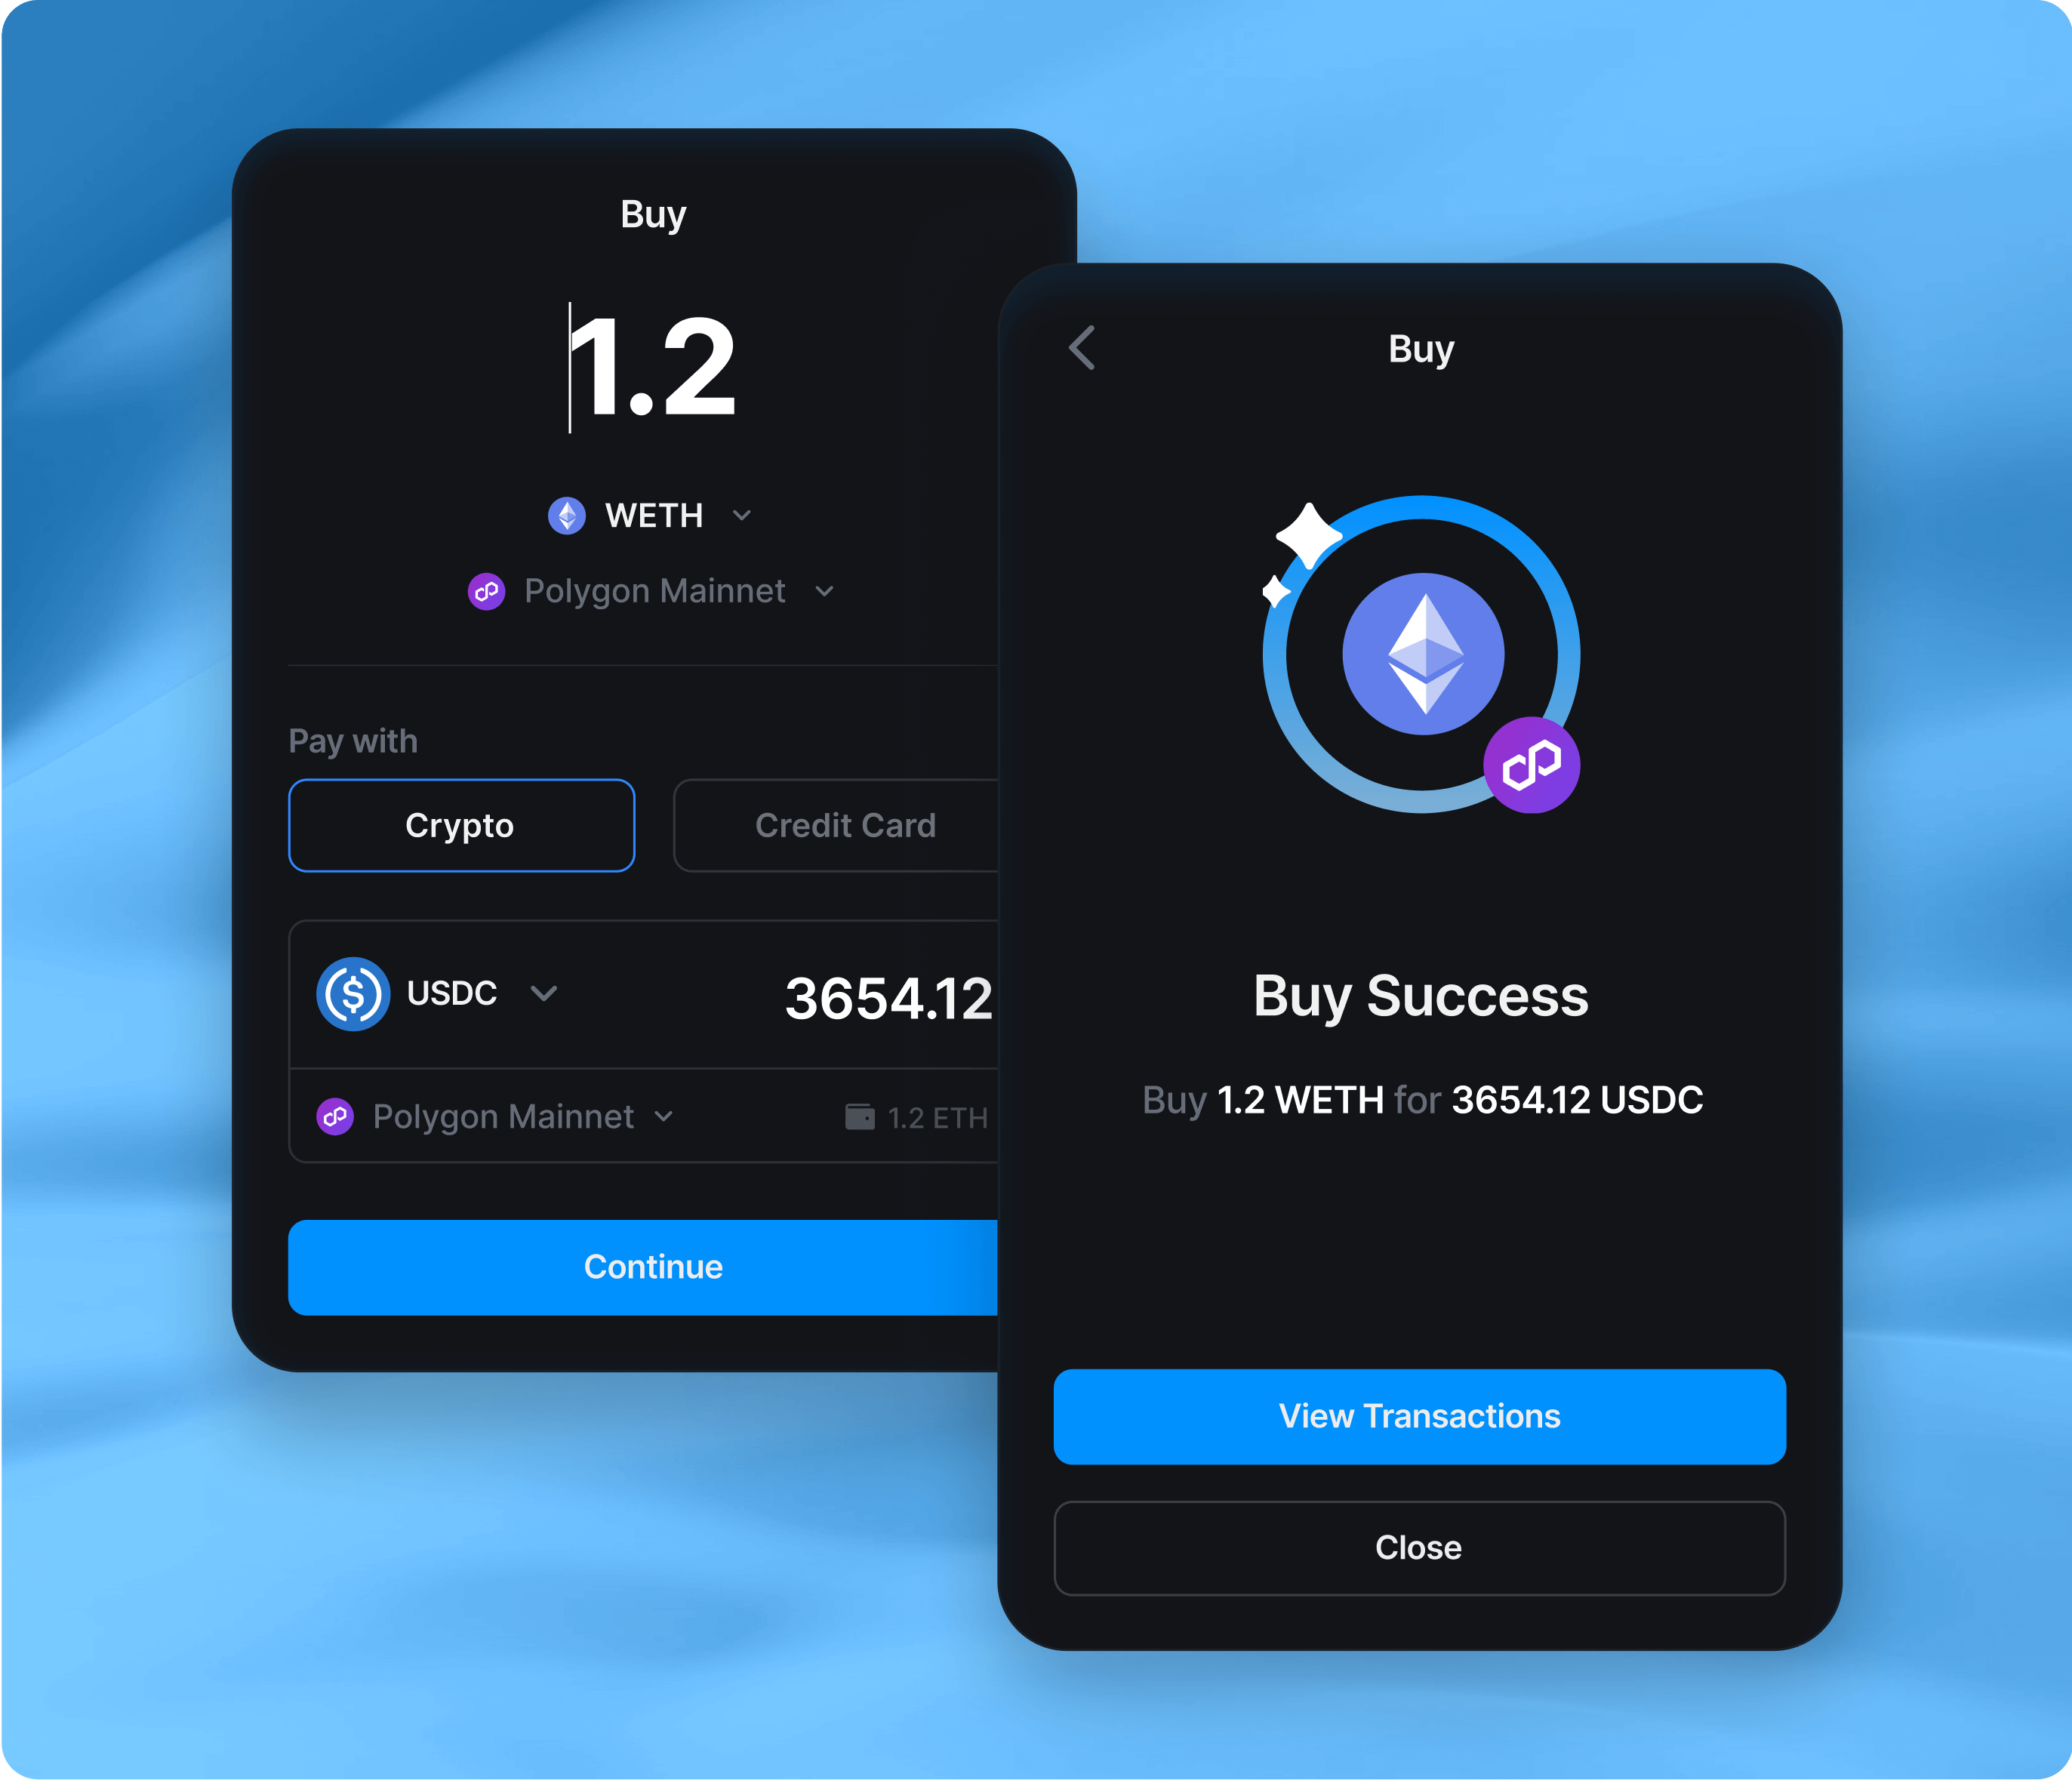 Buy
1.2
WETH
Polygon Mainnet
Pay with
Crypto
Credit Card
USDC
3654.12
Polygon Mainnet
1.2 ETH
Continue
Buy
Buy Success
Buy 1.2 WETH for 3654.12 USDC
View Transactions
Close